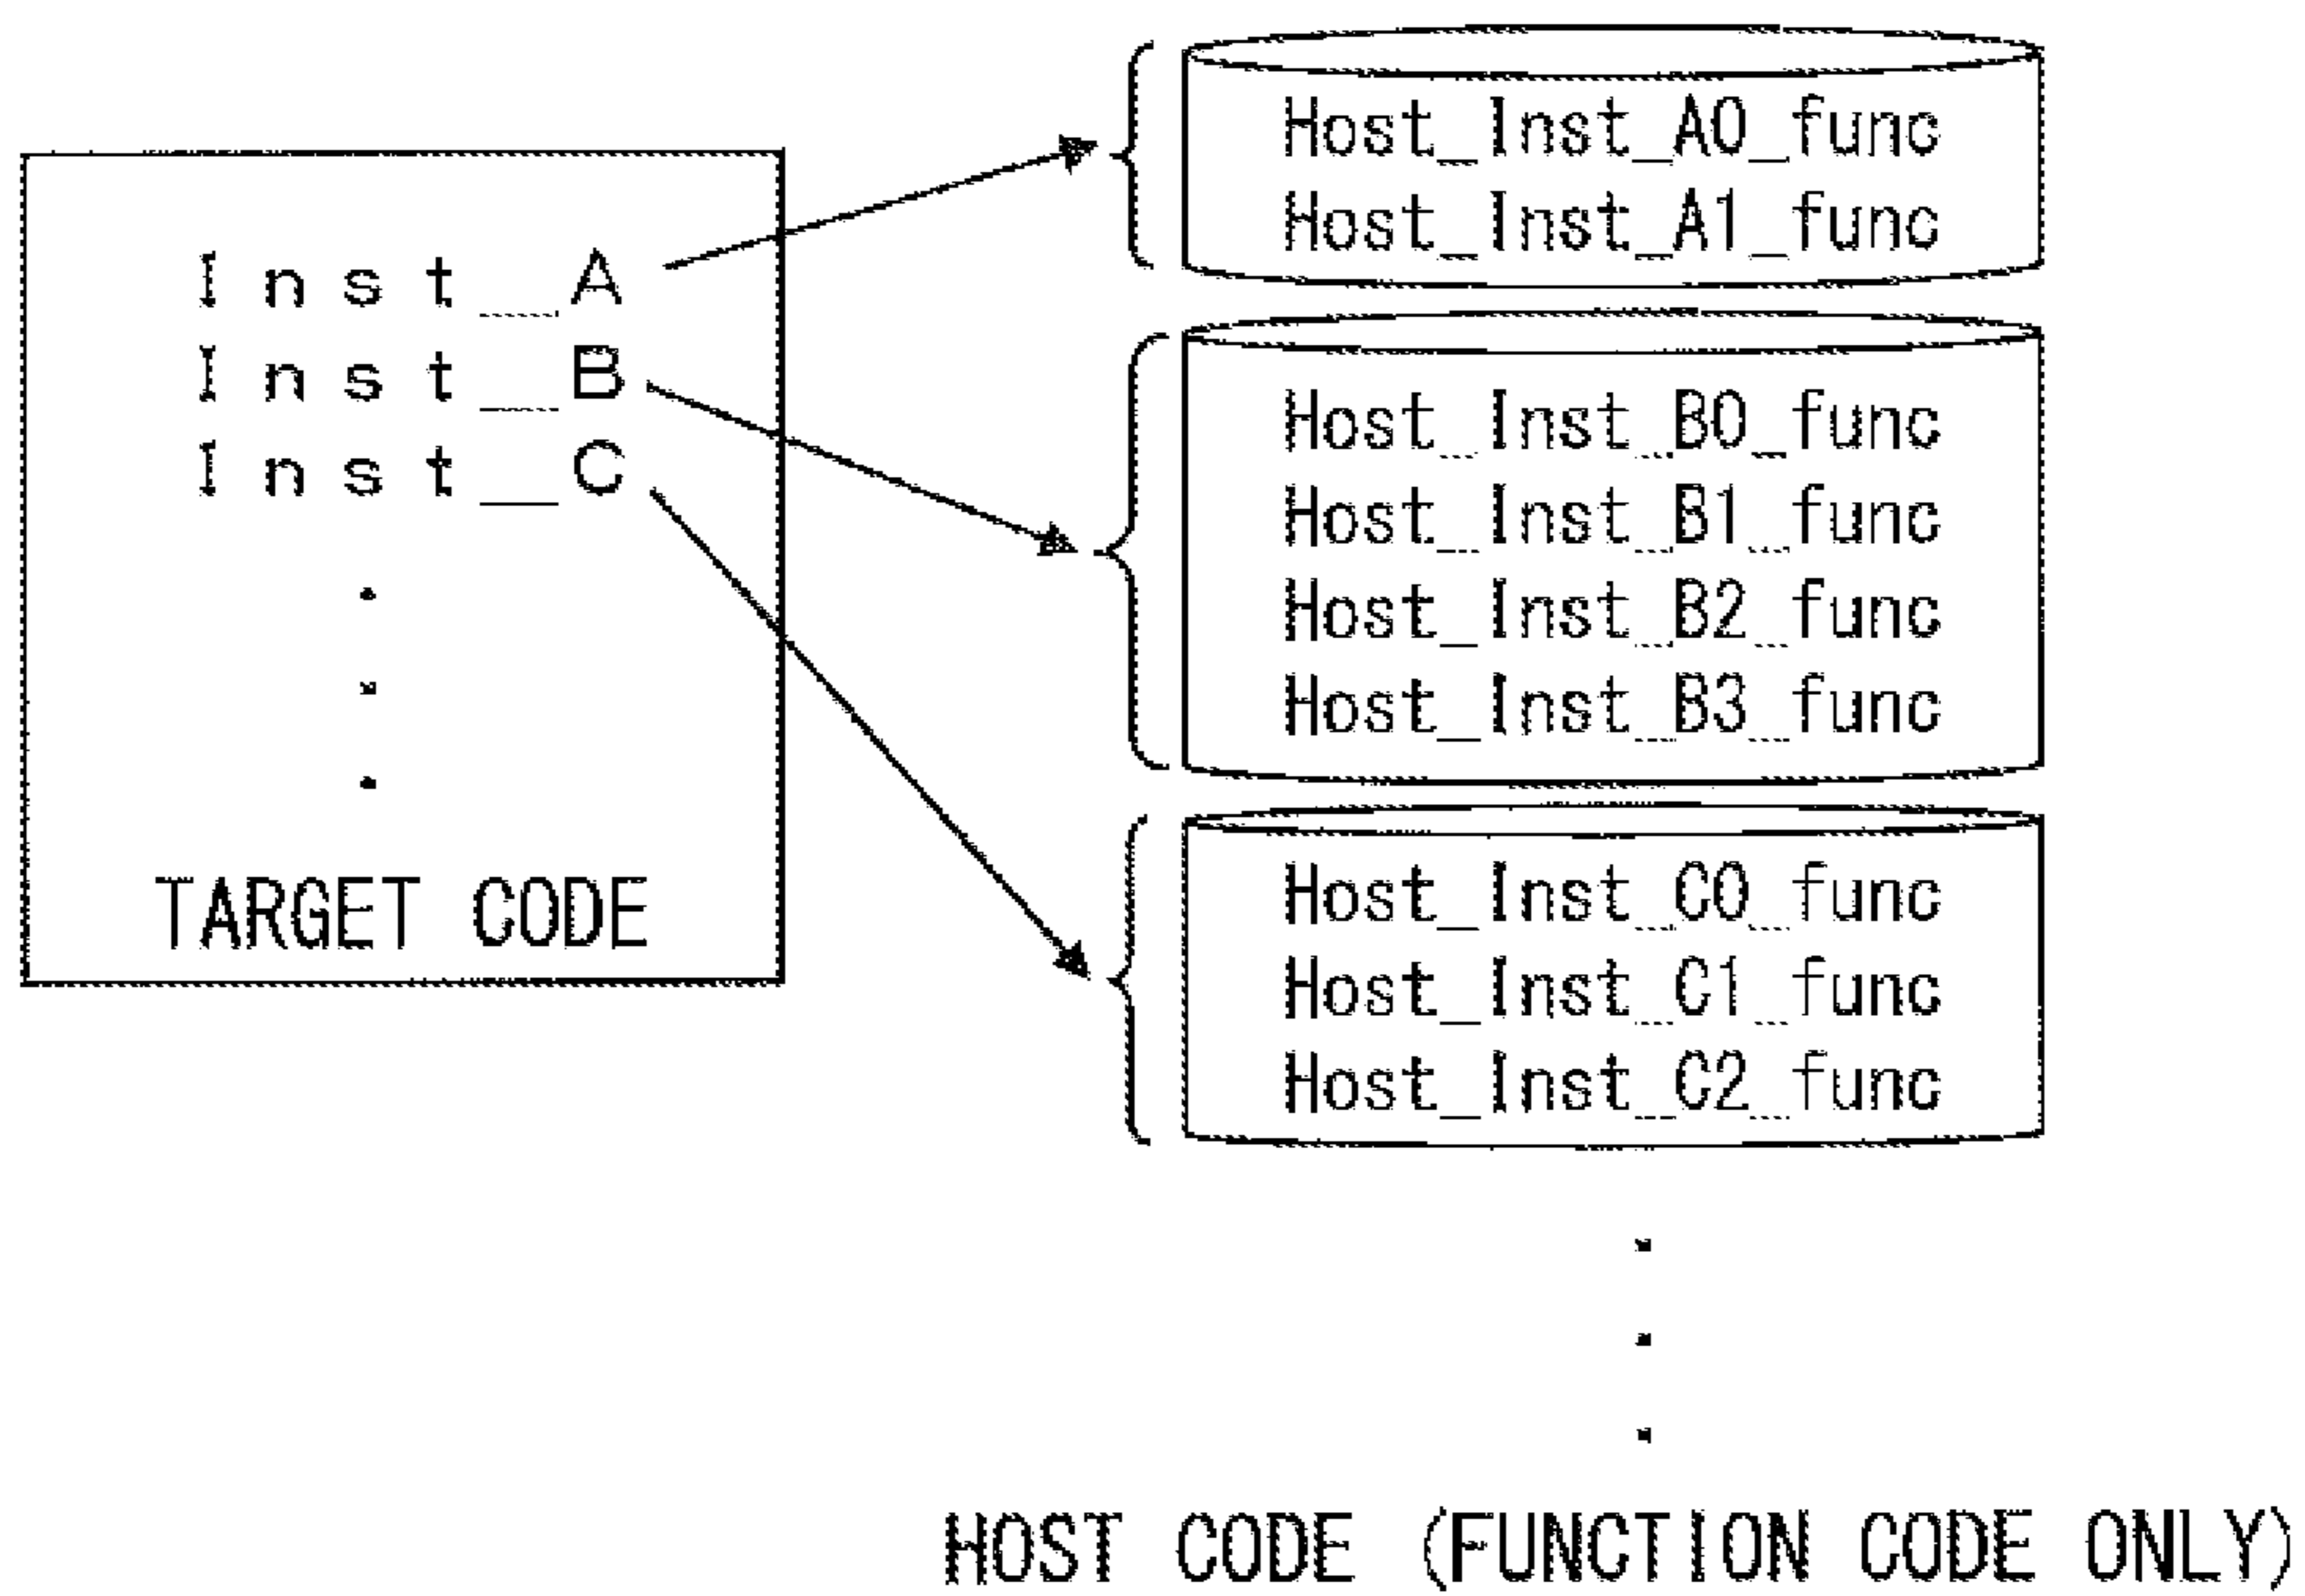 Inst_A
Inst_B
Inst_C
TARGET CODE
Host_Inst_A0_func
Host_Inst_A1_func
Host_Inst_B0_func
Host_Inst_B1_func
Host_Inst_B2_func
Host_Inst_B3_func
Host_Inst_C0_func
Host_Inst_C1_func
Host_Inst_C2_func
HOST CODE (FUNCTION CODE ONLY)